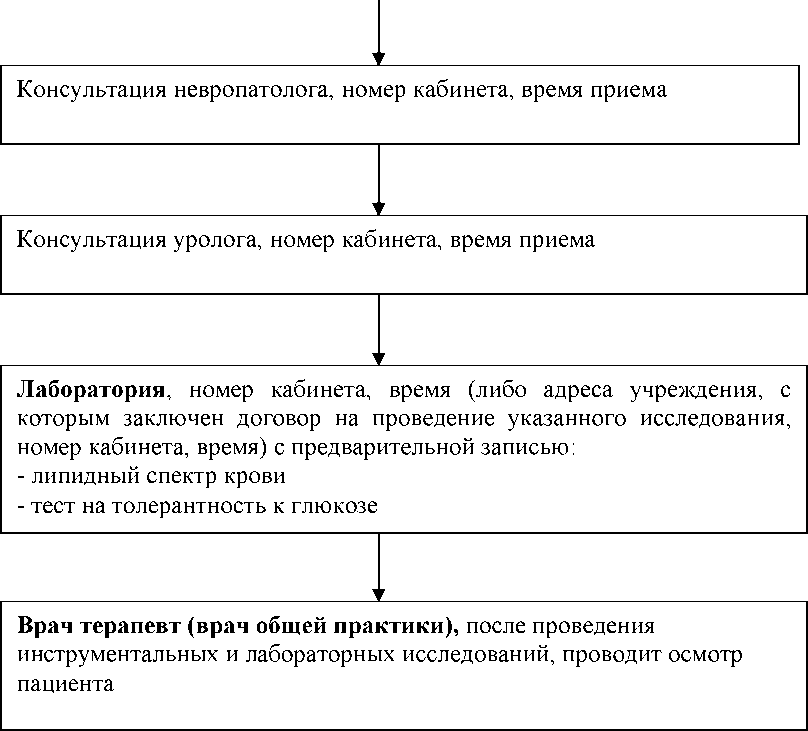 Консультация невропатолога, номер кабинета, время приема
Консультация уролога, номер кабинета, время приема
Лаборатория, номер кабинета, время (либо адреса учреждения, с
которым заключен договор на проведение указанного исследования,
номер кабинета, время) с предварительной записью:
- липидный спектр крови
- тест на толерантность к глюкозе
Врач терапевт (врач общей практики), после проведения
инструментальных и лабораторных исследований, проводит осмотр
пациента